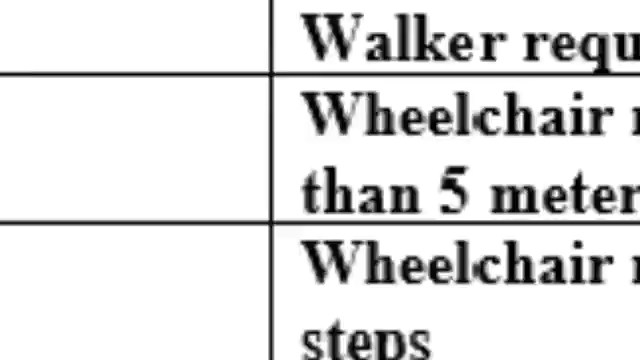 Walker requ
Wheelchair
than 5 meter
Wheelchair
steps